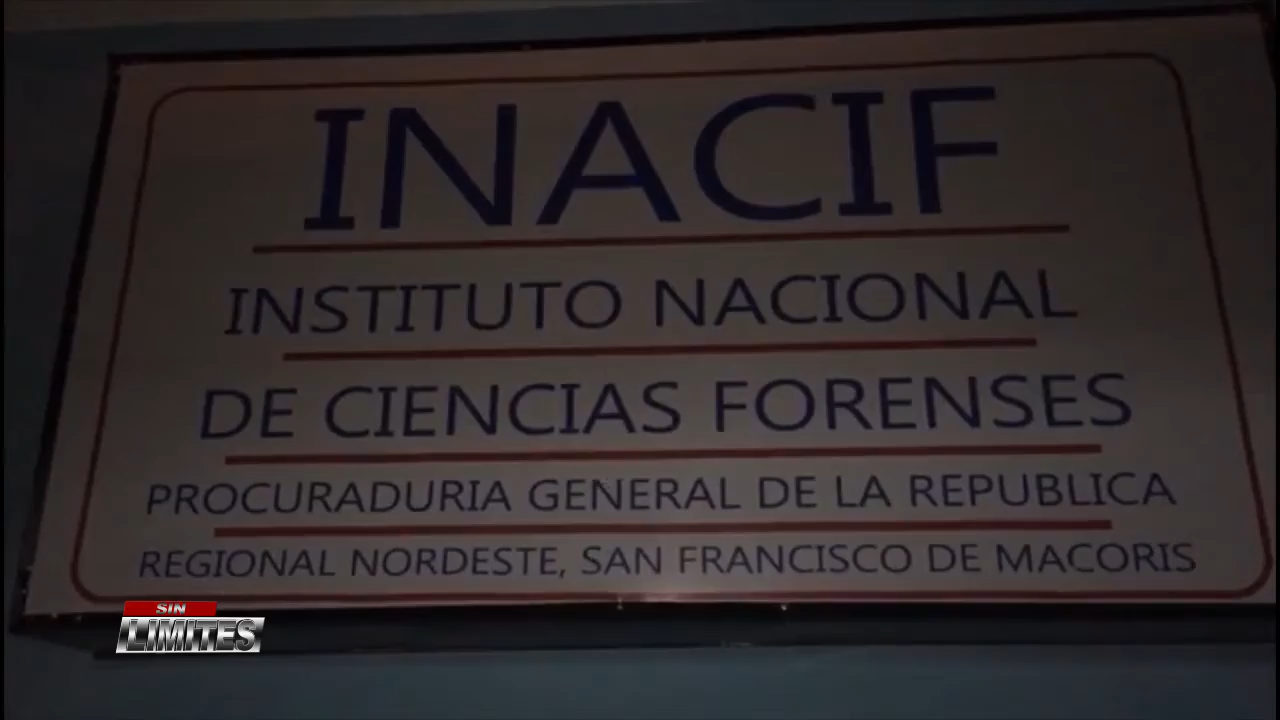 INACIF
INSTITUTO NACIONAL
DE CIENCIAS FORENSES
PROCURADURIA GENERAL DE LA REPUBLICA
REGIONAL NORDESTE, SAN FRANCISCO DE MACORIS
SIN
LIMITES